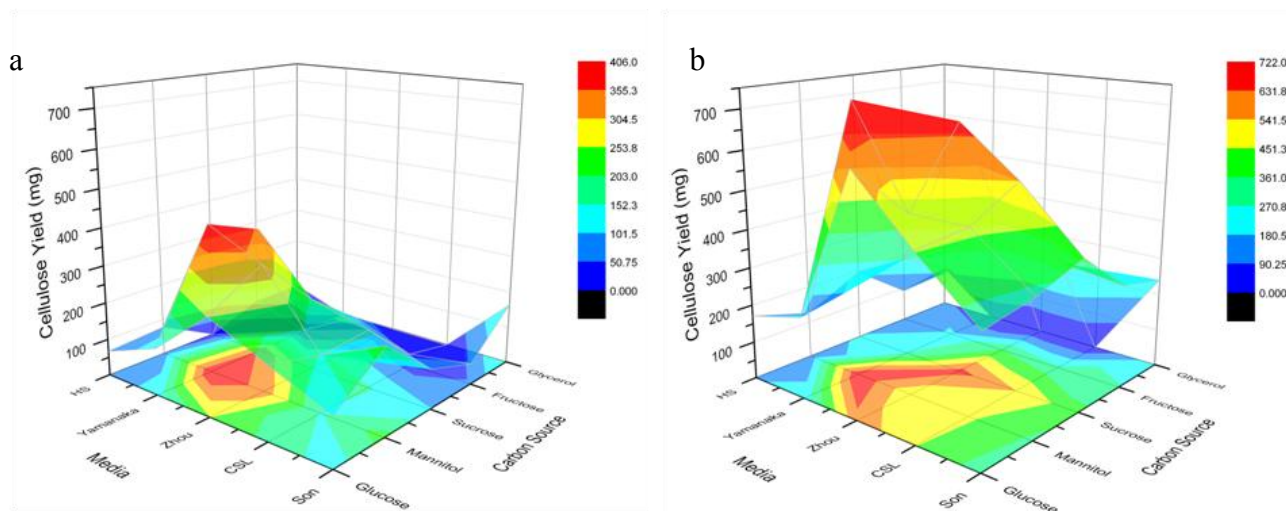 a
Cellulose Yield (mg)
700
600
500
400
300
200
100
HS
Yamanaka
Zhou
CSL
Son
Media
Glucose
Mannitol
Sucrose
Fructose
Glycerol
Carbon Source
406.0
355.3
304.5
253.8
203.0
152.3
101.5
50.75
0.000
b
Cellulose Yield (mg)
700
600
500
400
300
200
100
HS
Yamanaka
Zhou
CSL
Son
Media
Glucose
Mannitol
Sucrose
Fructose
Glycerol
Carbon Source
722.0
631.8
541.5
451.3
361.0
270.8
180.5
90.25
0.000